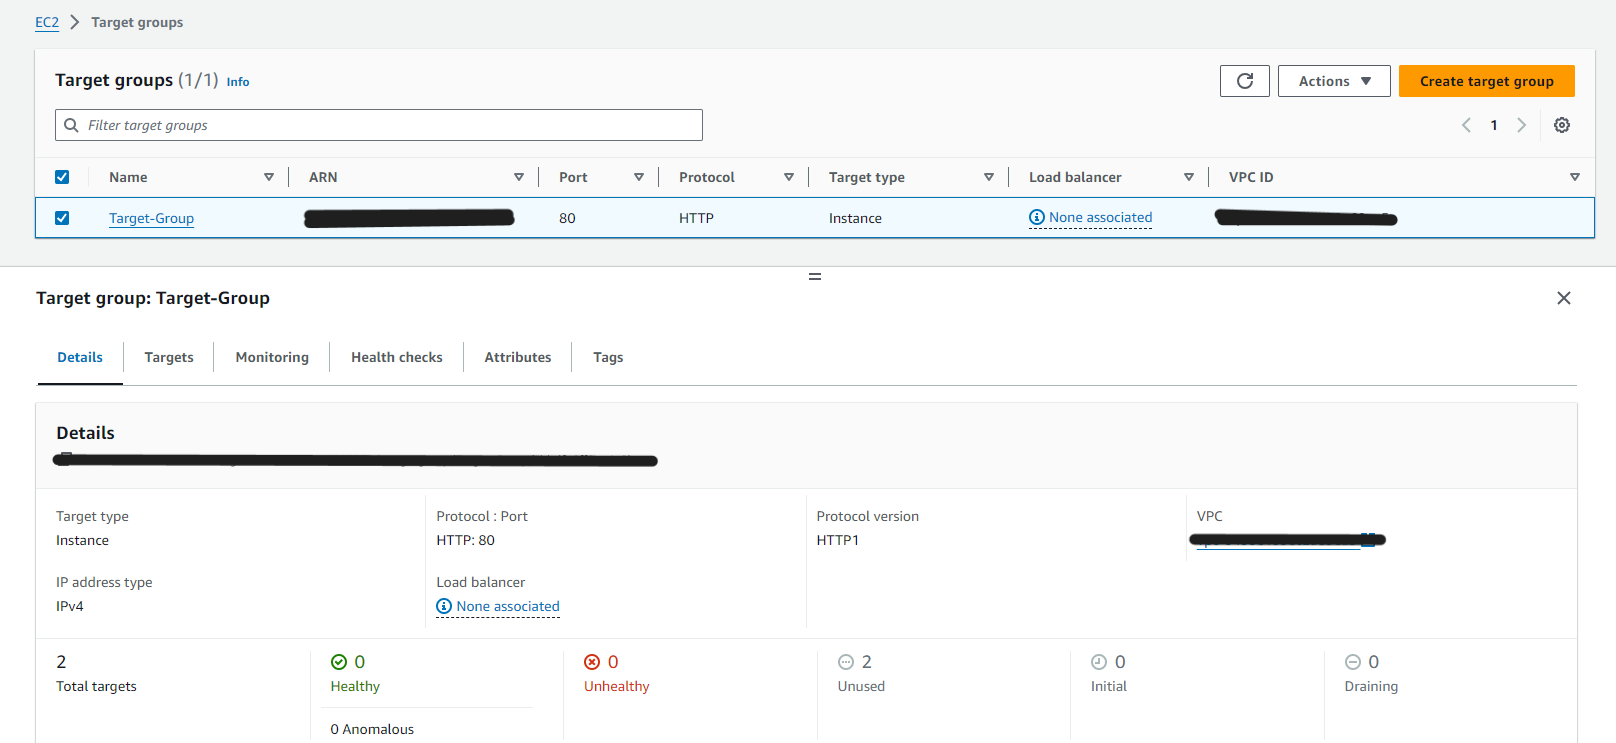 EC2 > Target groups
Target groups (1/1) Info
Actions
Create target group
Filter target groups
1
Name ARN Port Protocol Target type Load balancer VPC ID
Target-Group 80 HTTP Instance None associated
Target group: Target-Group
Details Targets Monitoring Health checks Attributes Tags
Details
Target type Protocol : Port Protocol version VPC
Instance HTTP: 80 HTTP1
IP address type Load balancer
IPv4 None associated
2 0 0 2 0 0
Total targets Healthy Unhealthy Unused Initial Draining
0 Anomalous